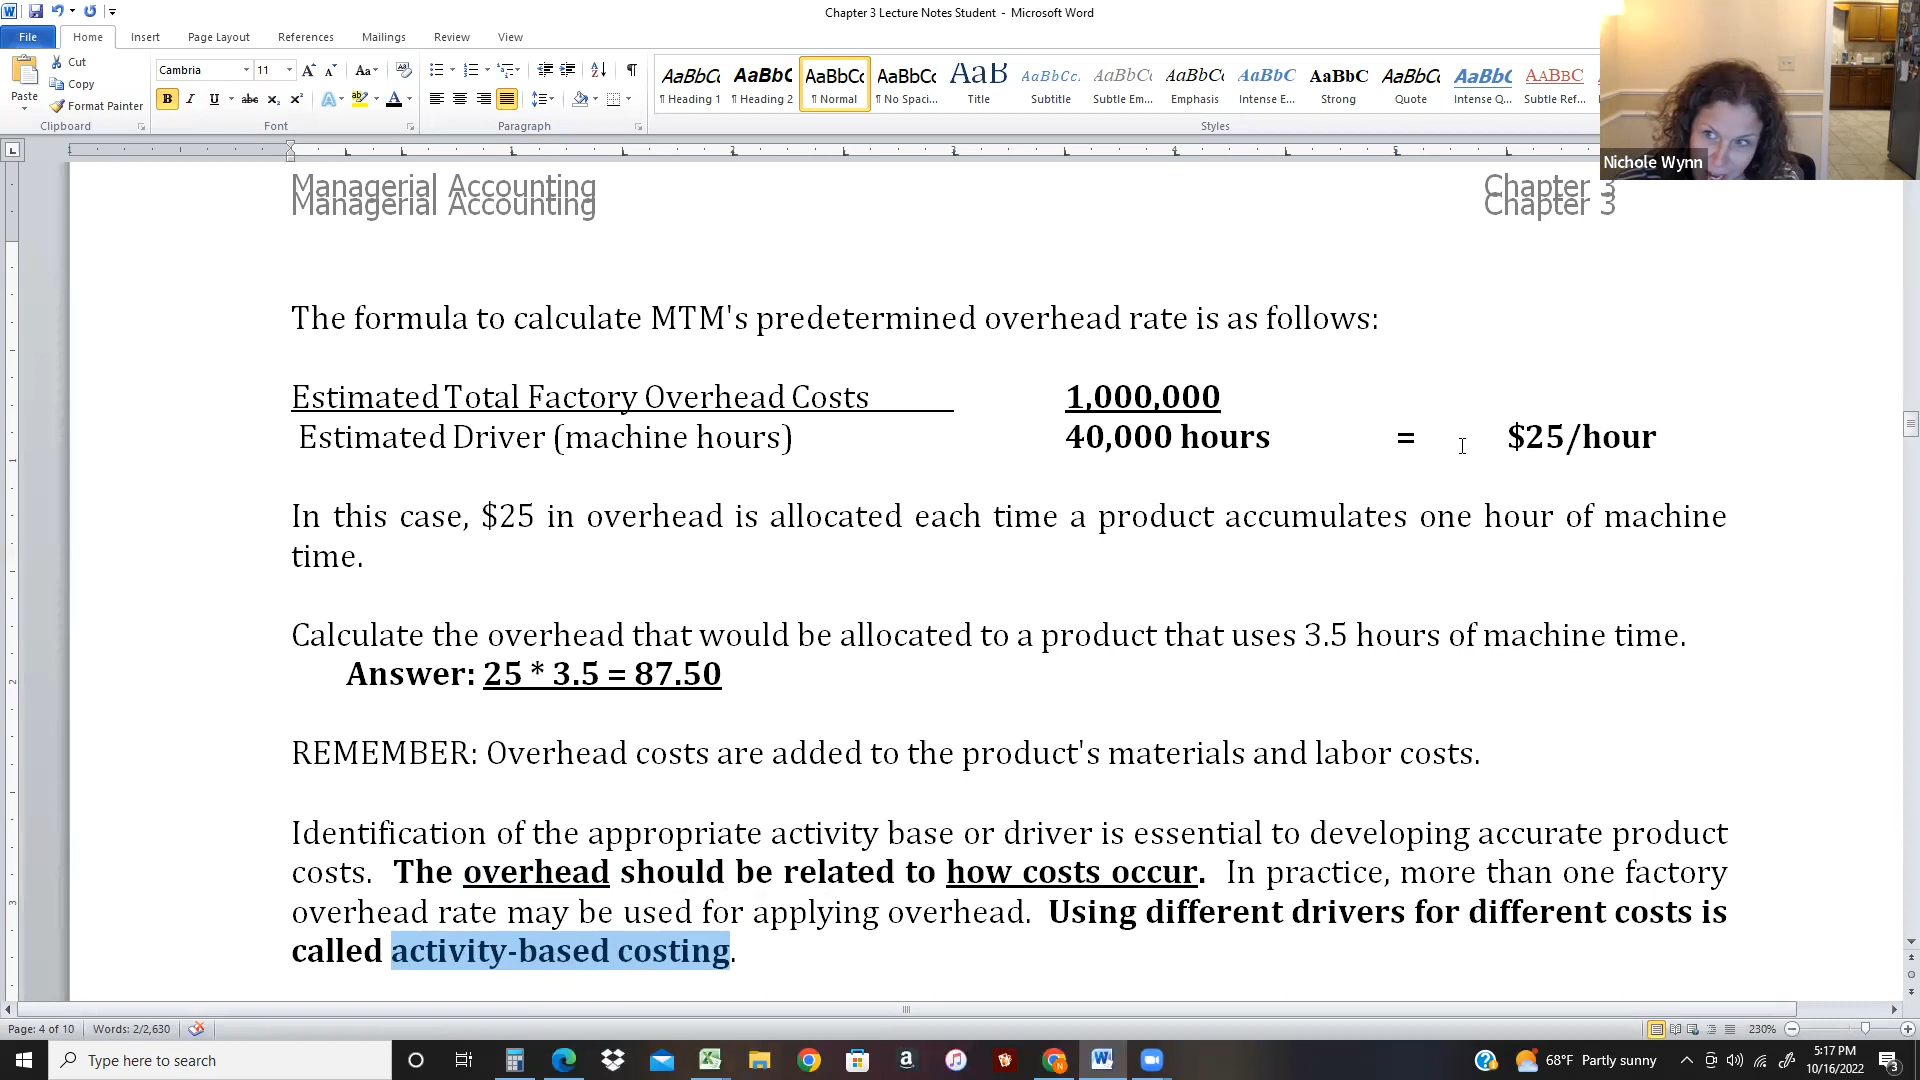 Chapter 3 Lecture Notes Student - Microsoft Word
File Home Insert Page Layout References Mailings Review View
Paste
Cut
Copy
Format Painter
Clipboard
Cambria 11
Font
Paragraph
AaBbCc AaBbC AaBbCc AaBbCc AaB AaBbCc. AaBbCc AaBbCc AaBbC AaBbC AaBbCc AaBbC AABBC
Heading 1 Heading 2 Normal No Spaci... Title Subtitle Subtle Em... Emphasis Intense E... Strong Quote Intense Q... Subtle Ref...
Styles
Nichole Wynn
Managerial Accounting Chapter 3
Managerial Accounting Chapter 3
The formula to calculate MTM's predetermined overhead rate is as follows:
Estimated Total Factory Overhead Costs 1,000,000
Estimated Driver (machine hours) 40,000 hours = $25/hour
In this case, $25 in overhead is allocated each time a product accumulates one hour of machine
time.
Calculate the overhead that would be allocated to a product that uses 3.5 hours of machine time.
Answer: 25 * 3.5 = 87.50
REMEMBER: Overhead costs are added to the product's materials and labor costs.
Identification of the appropriate activity base or driver is essential to developing accurate product
costs. The overhead should be related to how costs occur. In practice, more than one factory
overhead rate may be used for applying overhead. Using different drivers for different costs is
called activity-based costing.
Page: 4 of 10 Words: 2/2,630 230%
Type here to search
68°F Partly sunny
5:17 PM
10/16/2022